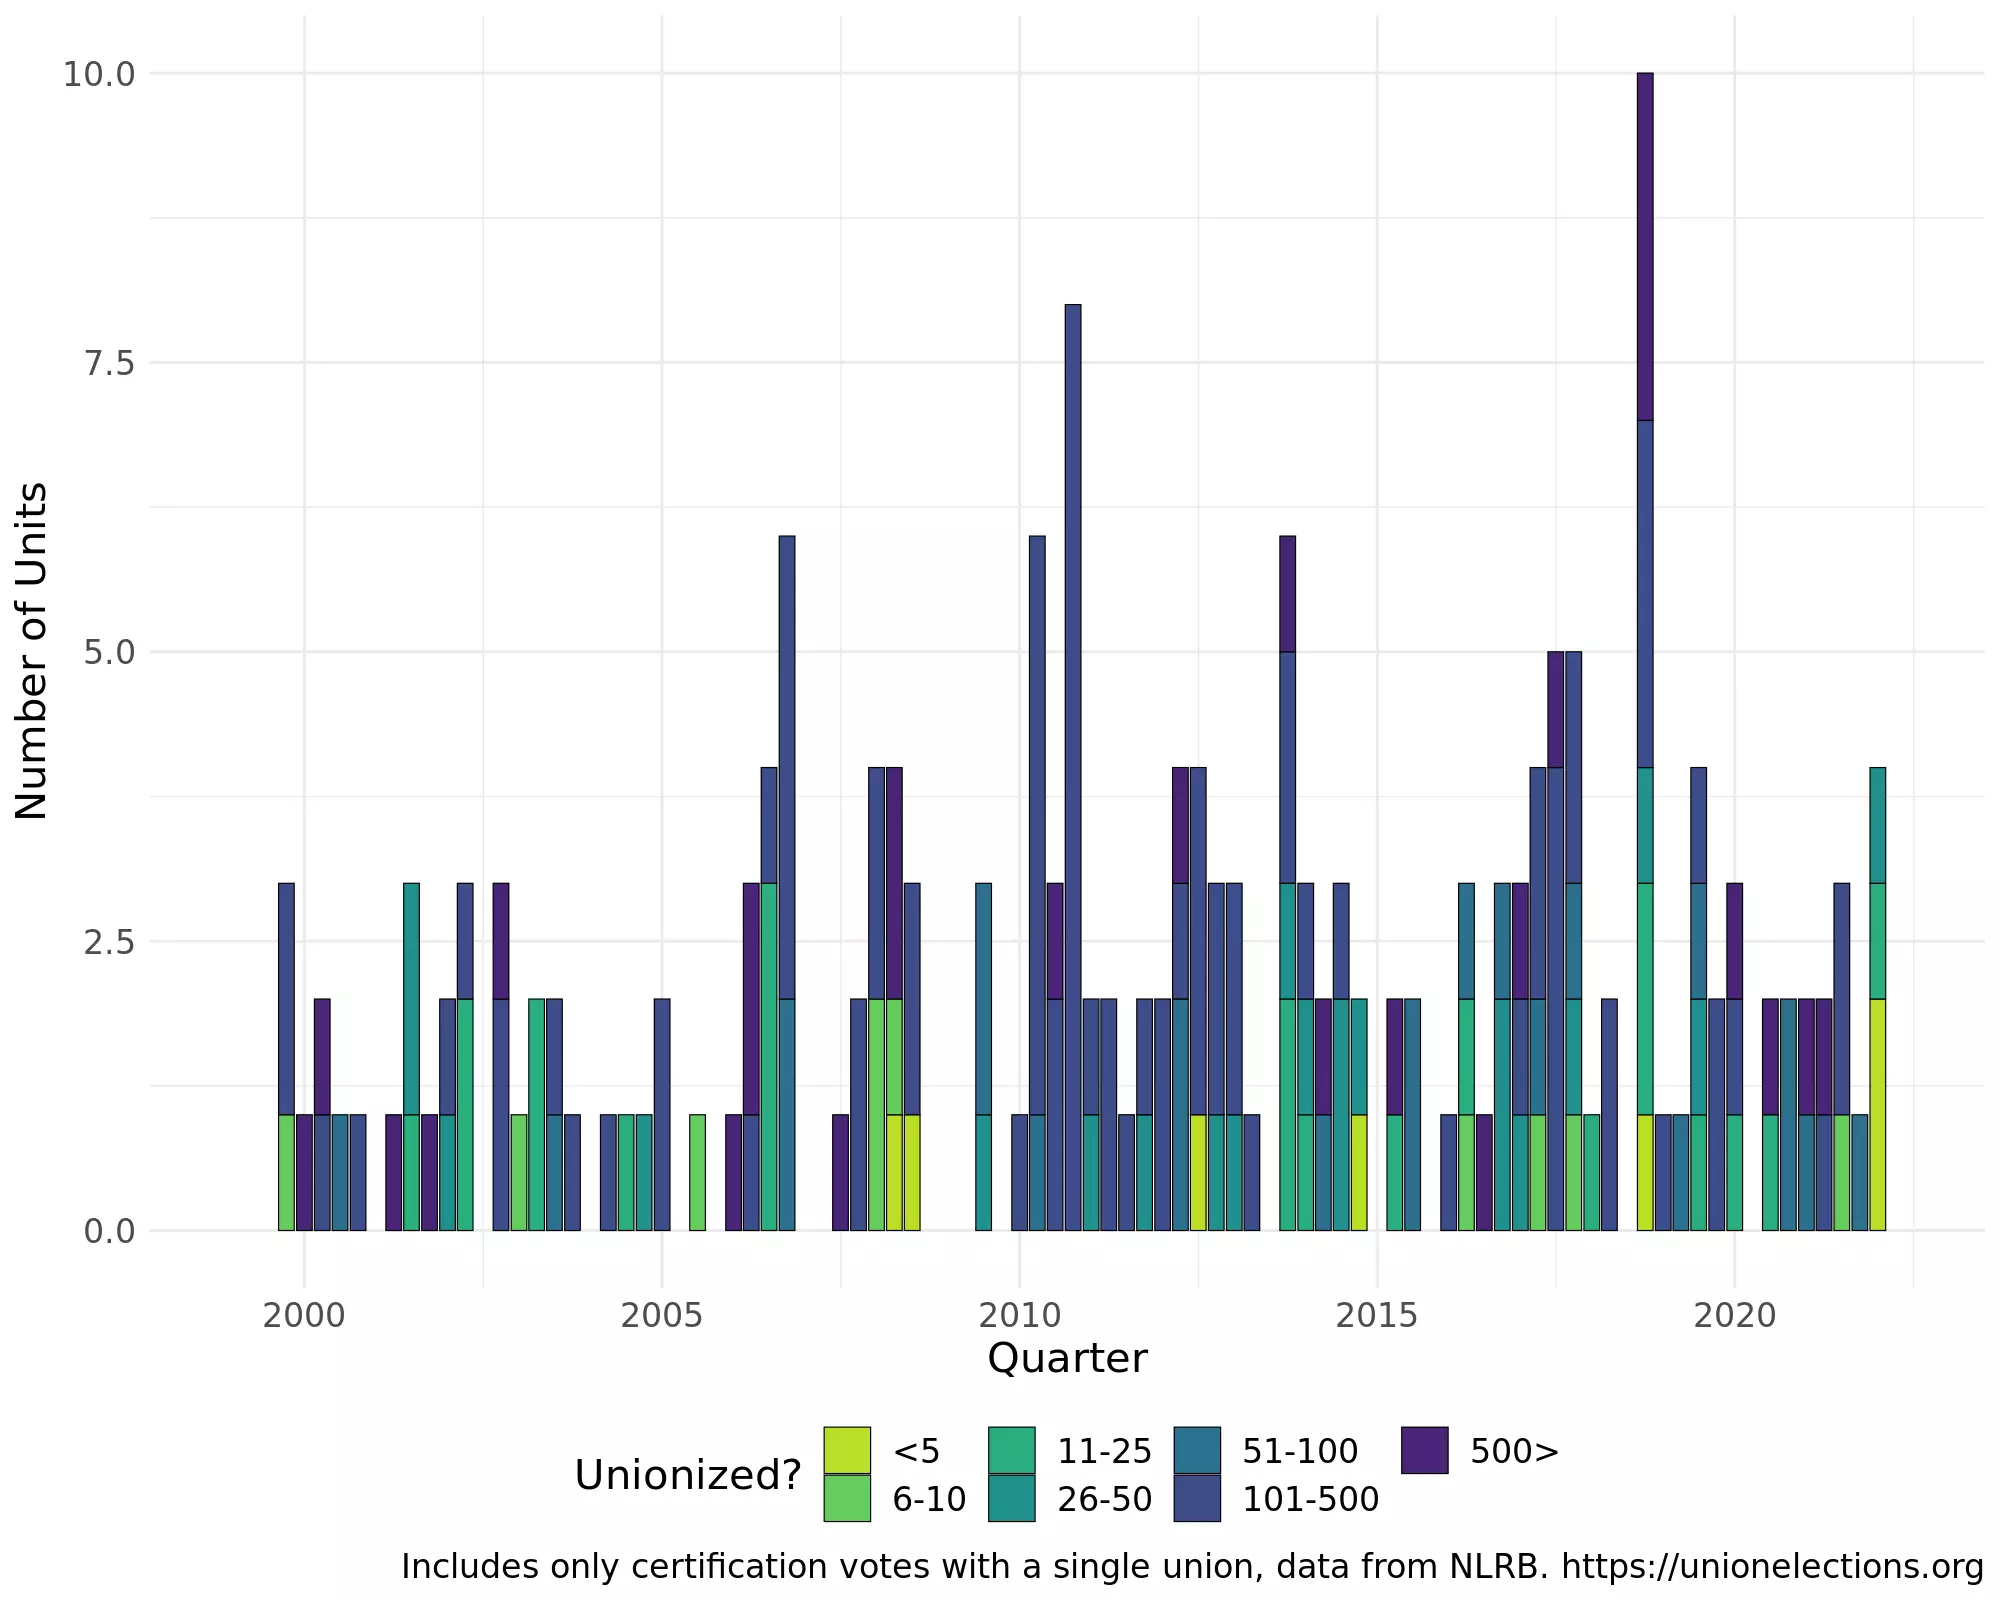 10.0
7.5
5.0
2.5
0.0
Number of Units
2000 2005 2010 2015 2020
Quarter
Unionized?
<5 11-25 51-100 500>
6-10 26-50 101-500
Includes only certification votes with a single union, data from NLRB. https://unionelections.org